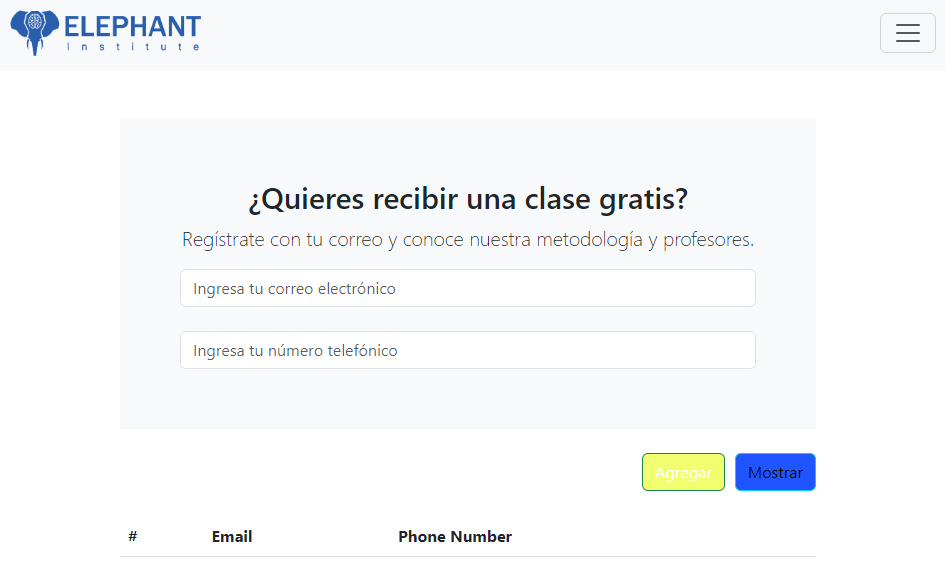 ELEPHANT
Institute
¿Quieres recibir una clase gratis?
Regístrate con tu correo y conoce nuestra metodología y profesores.
Ingresa tu correo electrónico
Ingresa tu número telefónico
Agregar Mostrar
# Email Phone Number